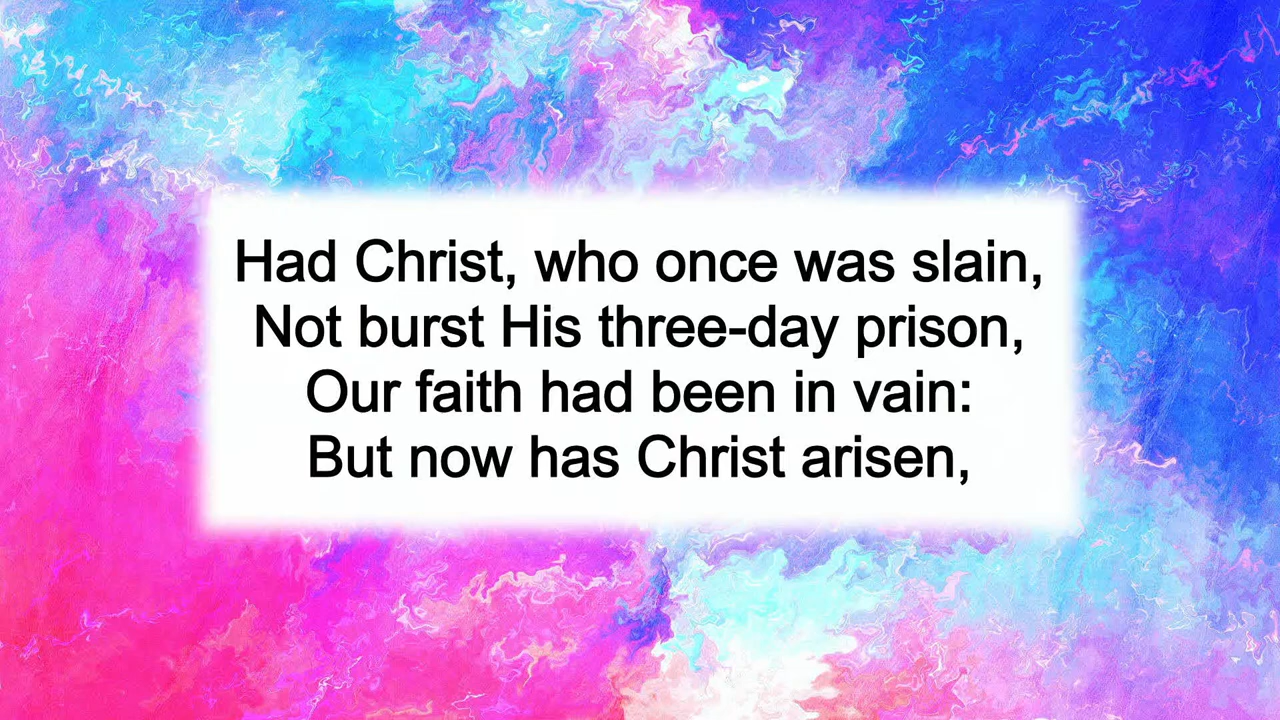 Had Christ, who once was slain,
Not burst His three-day prison,
Our faith had been in vain:
But now has Christ arisen,